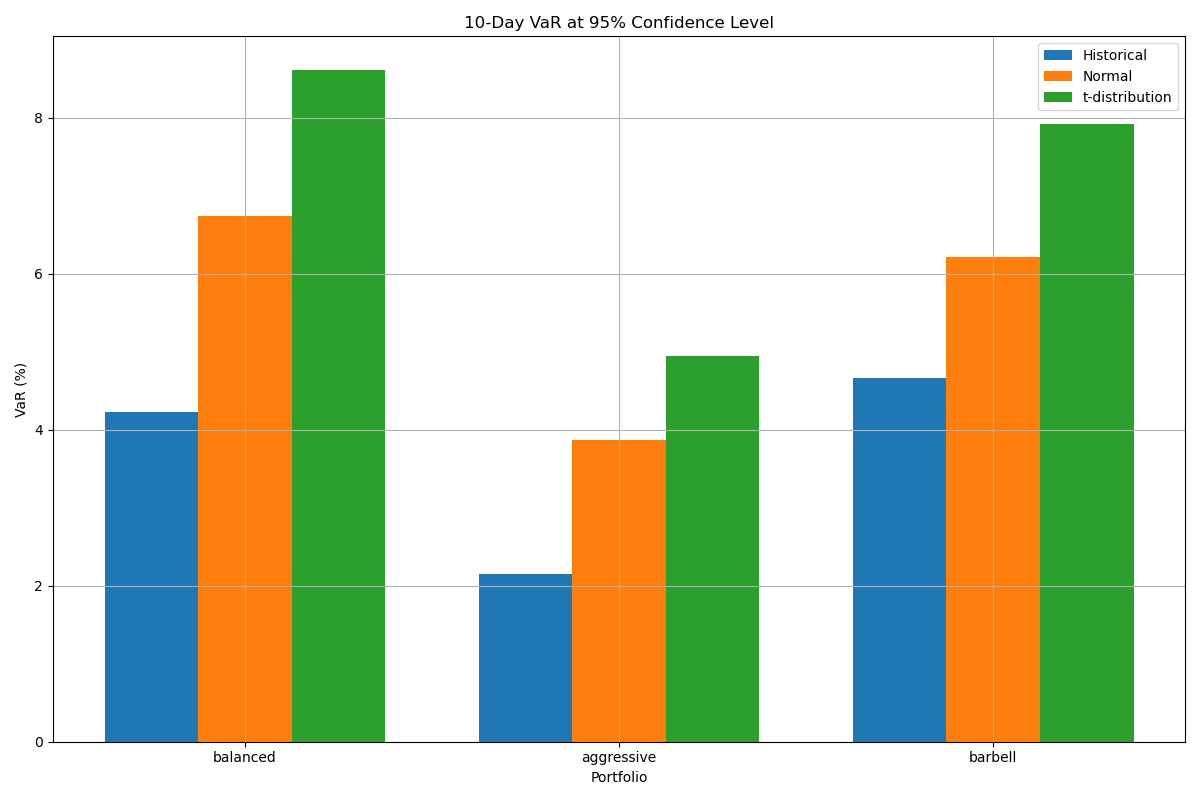 10-Day VaR at 95% Confidence Level
Historical
Normal
t-distribution
VaR (%)
8
6
4
2
0
balanced
aggressive
barbell
Portfolio